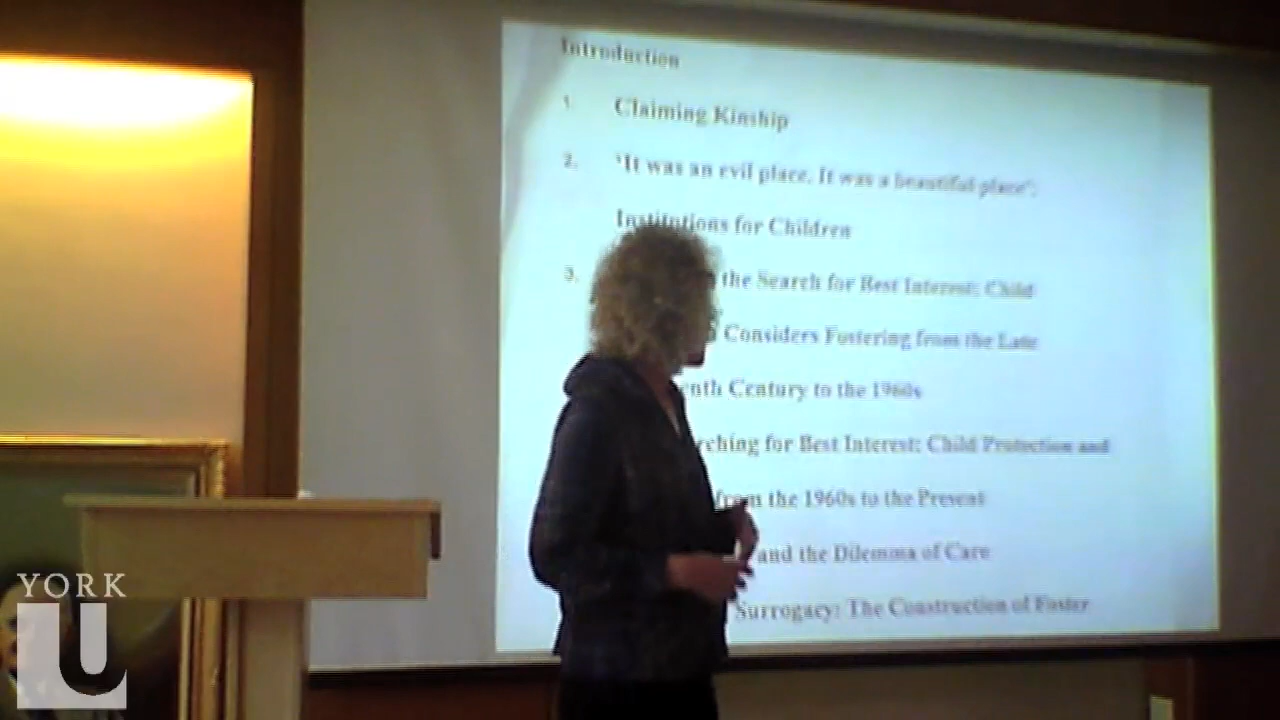 Introduction
1. Claiming Kinship
2. "It was an evil place. It was a beautiful place":
Institutions for Children
3. the Search for Best Interest: Child
Considers Fostering from the Late
Century to the 1960s
for Best Interest: Child Protection and
from the 1960s to the Present
and the Dilemma of Care
Surrogacy: The Construction of Foster
YORK
U